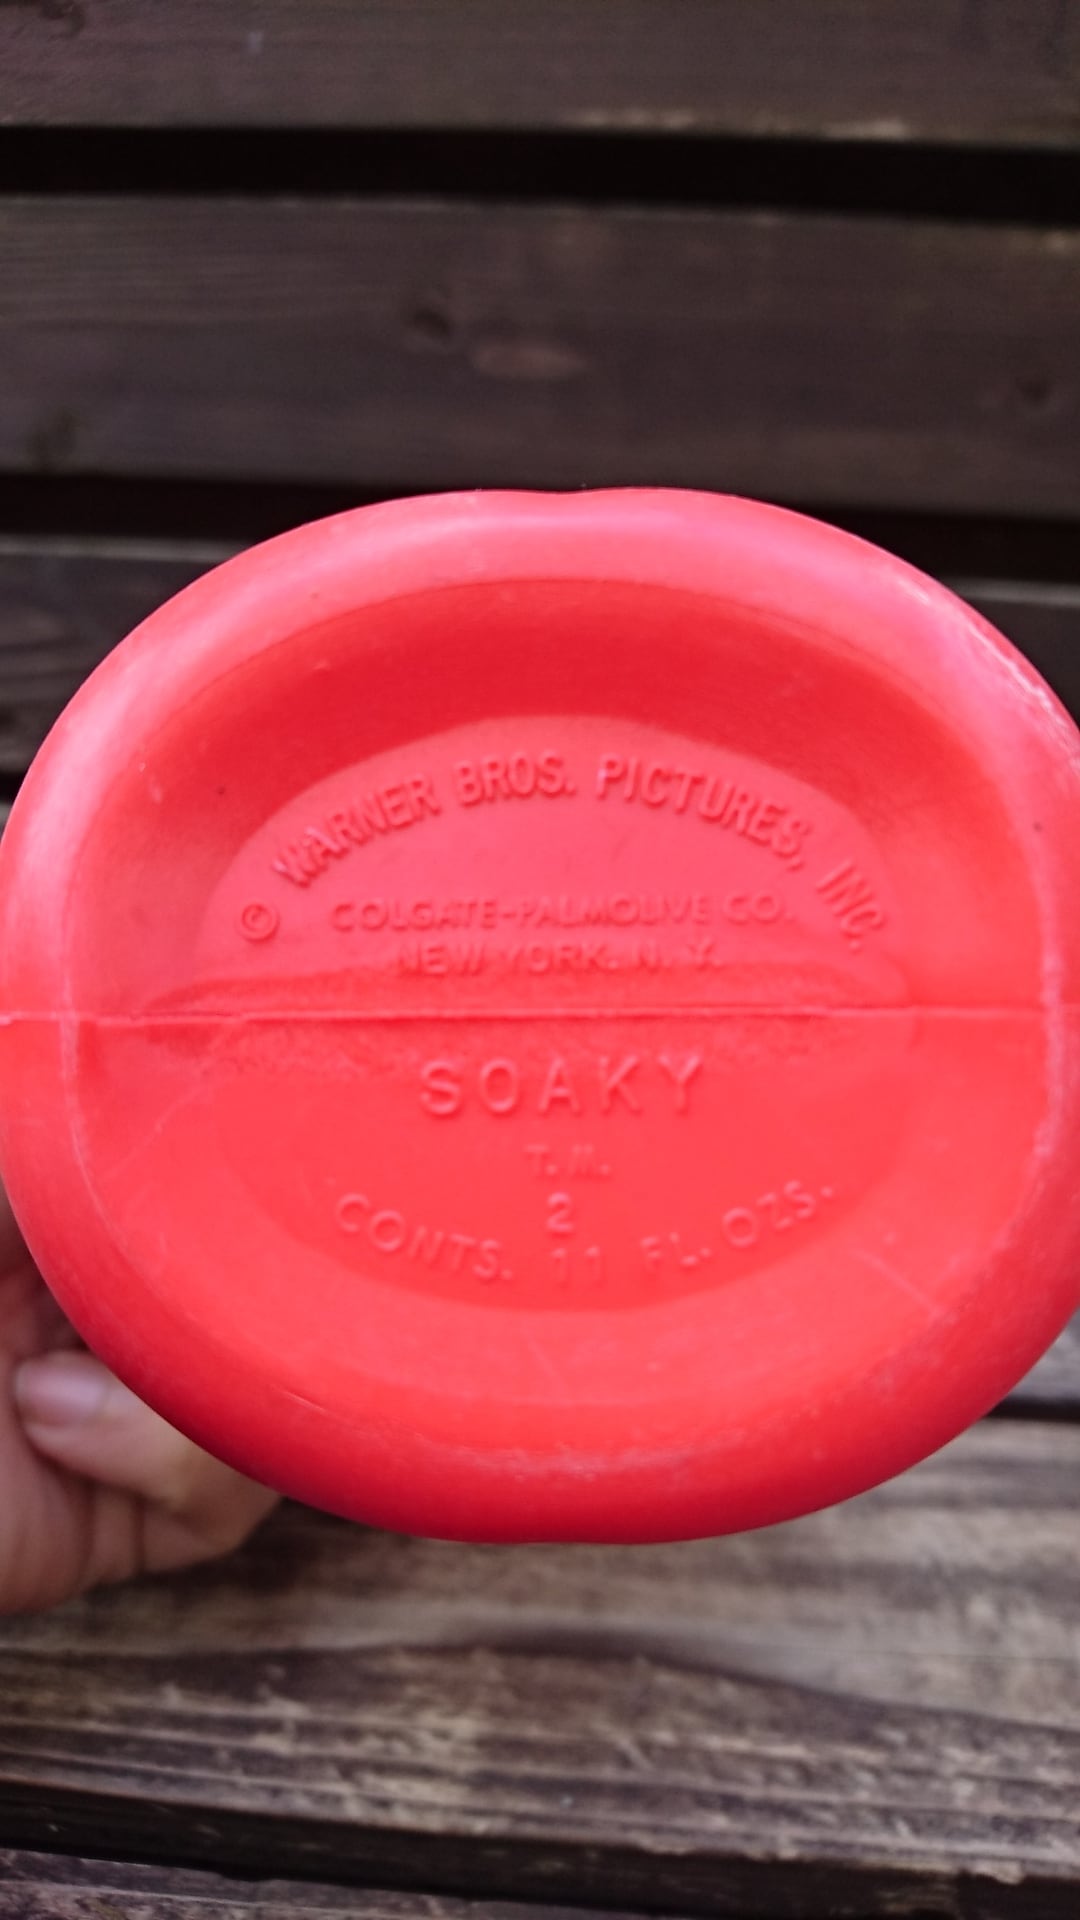 © WARNER BROS. PICTURES, INC.
COLGATE-PALMOLIVE CO.
NEW YORK. N. Y.
SOAKY
T.M.
2
CONTS. 11 FL. OZS.